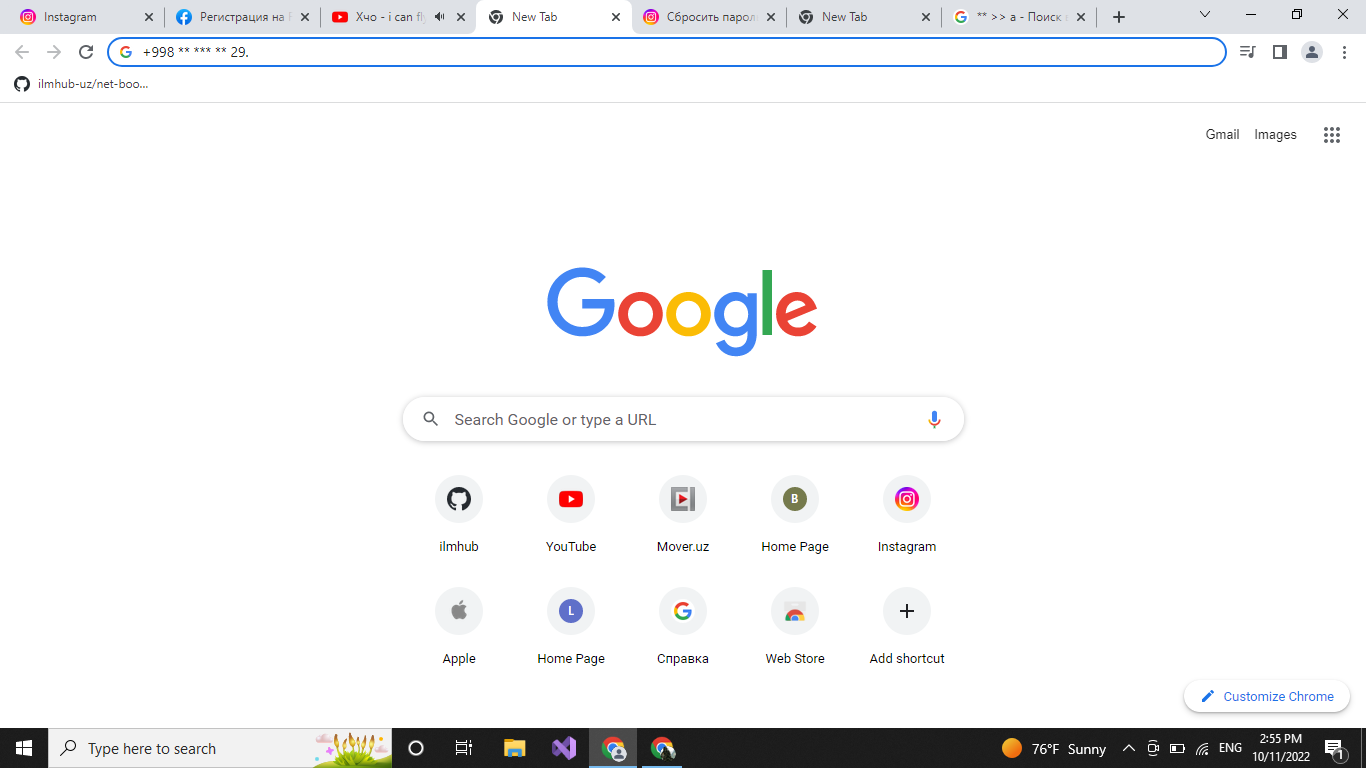 Instagram
Регистрация на
Хчо - i can fly
New Tab
Сбросить парол
New Tab
** >> a - Поиск
+998 ** *** ** 29.
ilmhub-uz/net-boo...
Gmail
Images
Google
Search Google or type a URL
ilmhub
YouTube
Mover.uz
B
Home Page
Instagram
Apple
L
Home Page
Справка
Web Store
Add shortcut
Customize Chrome
Type here to search
76°F Sunny
ENG
2:55 PM
10/11/2022
1